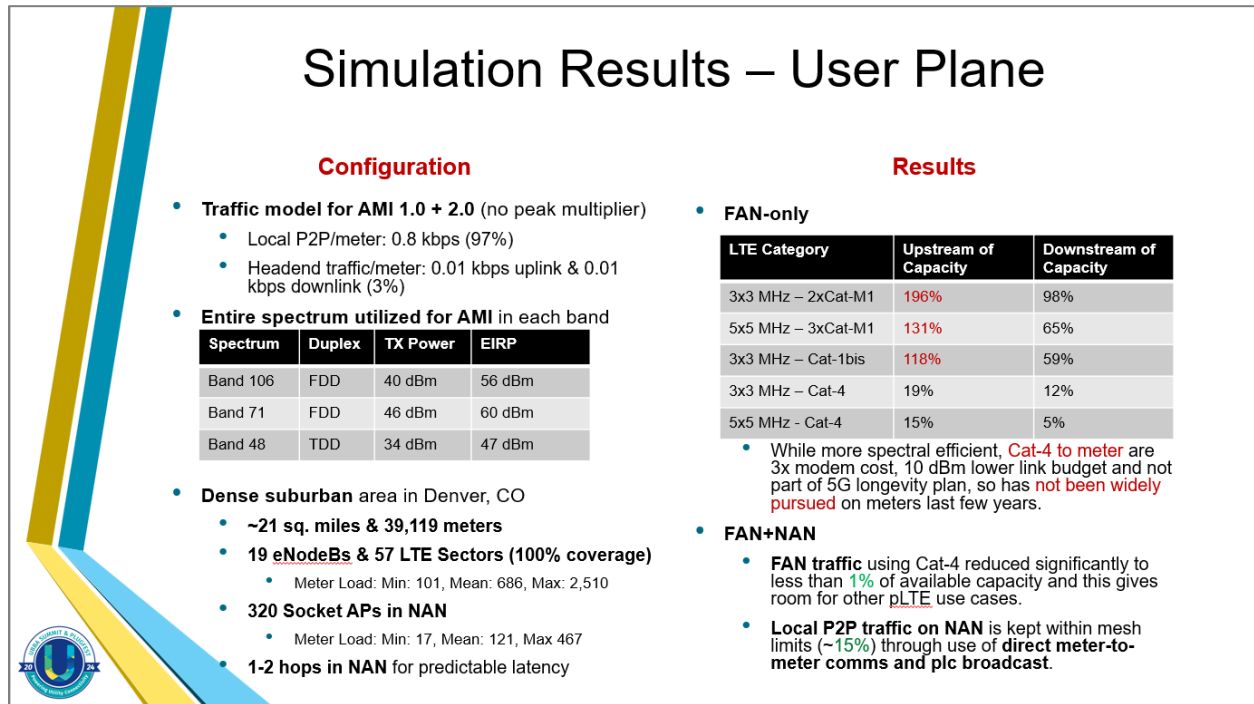 Simulation Results – User Plane
Configuration
• Traffic model for AMI 1.0 + 2.0 (no peak multiplier)
• Local P2P/meter: 0.8 kbps (97%)
• Headend traffic/meter: 0.01 kbps uplink & 0.01
kbps downlink (3%)
• Entire spectrum utilized for AMI in each band
Spectrum Duplex TX Power EIRP
Band 106 FDD 40 dBm 56 dBm
Band 71 FDD 46 dBm 60 dBm
Band 48 TDD 34 dBm 47 dBm
• Dense suburban area in Denver, CO
• ~21 sq. miles & 39,119 meters
• 19 eNodeBs & 57 LTE Sectors (100% coverage)
• Meter Load: Min: 101, Mean: 686, Max: 2,510
• 320 Socket APs in NAN
• Meter Load: Min: 17, Mean: 121, Max 467
• 1-2 hops in NAN for predictable latency
Results
• FAN-only
LTE Category Upstream of Capacity Downstream of Capacity
3x3 MHz – 2xCat-M1 196% 98%
5x5 MHz – 3xCat-M1 131% 65%
3x3 MHz – Cat-1bis 118% 59%
3x3 MHz – Cat-4 19% 12%
5x5 MHz - Cat-4 15% 5%
• While more spectral efficient, Cat-4 to meter are
3x modem cost, 10 dBm lower link budget and not
part of 5G longevity plan, so has not been widely
pursued on meters last few years.
• FAN+NAN
• FAN traffic using Cat-4 reduced significantly to
less than 1% of available capacity and this gives
room for other pLTE use cases.
• Local P2P traffic on NAN is kept within mesh
limits (~15%) through use of direct meter-to-
meter comms and plc broadcast.
UBBA SUMMIT & PLUGFEST
20 24
Powering Utility Connectivity